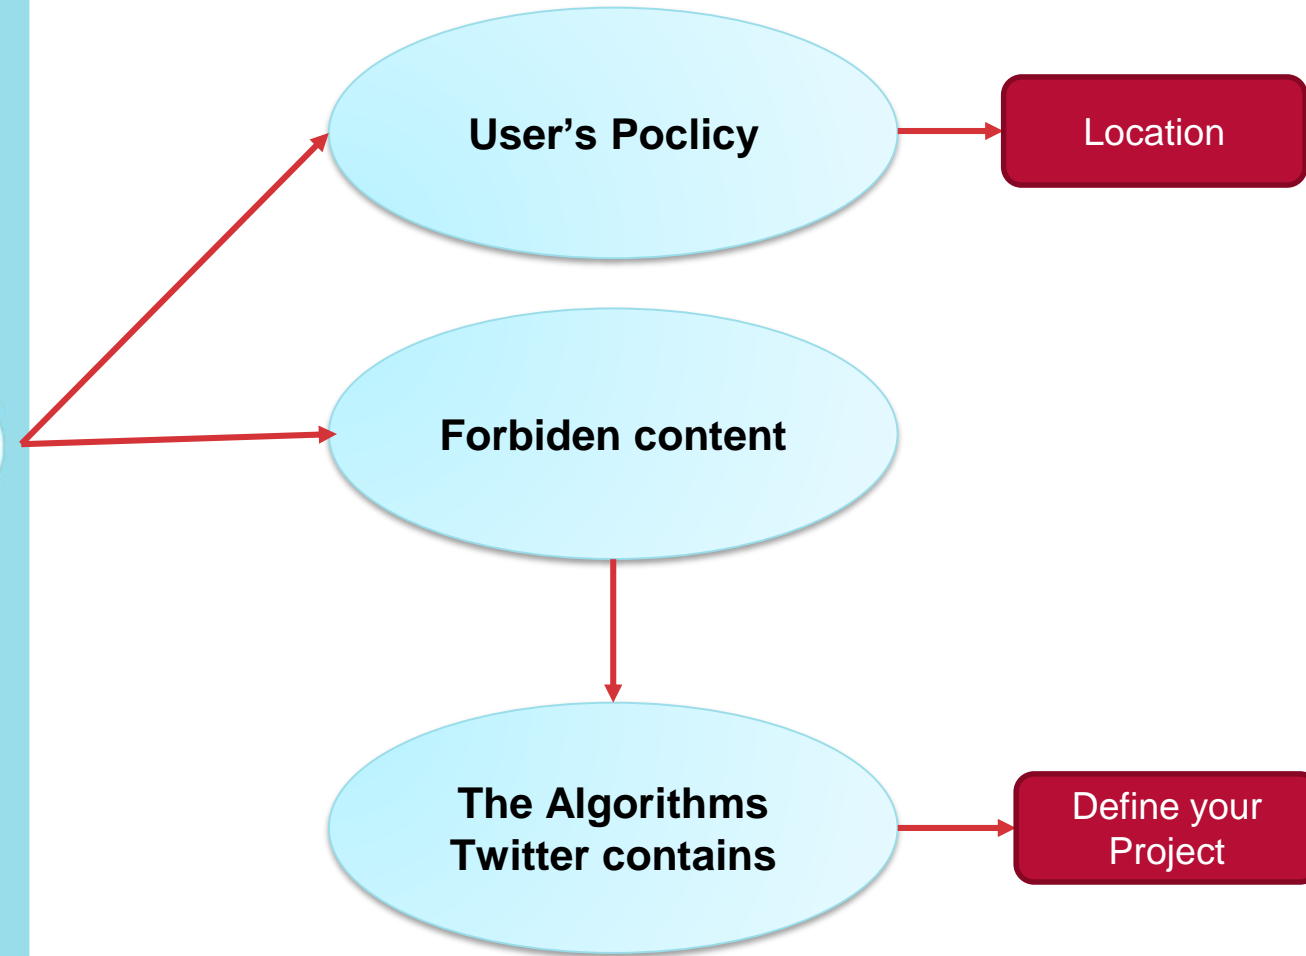 User’s Poclicy
Location
Forbiden content
The Algorithms
Twitter contains
Define your
Project